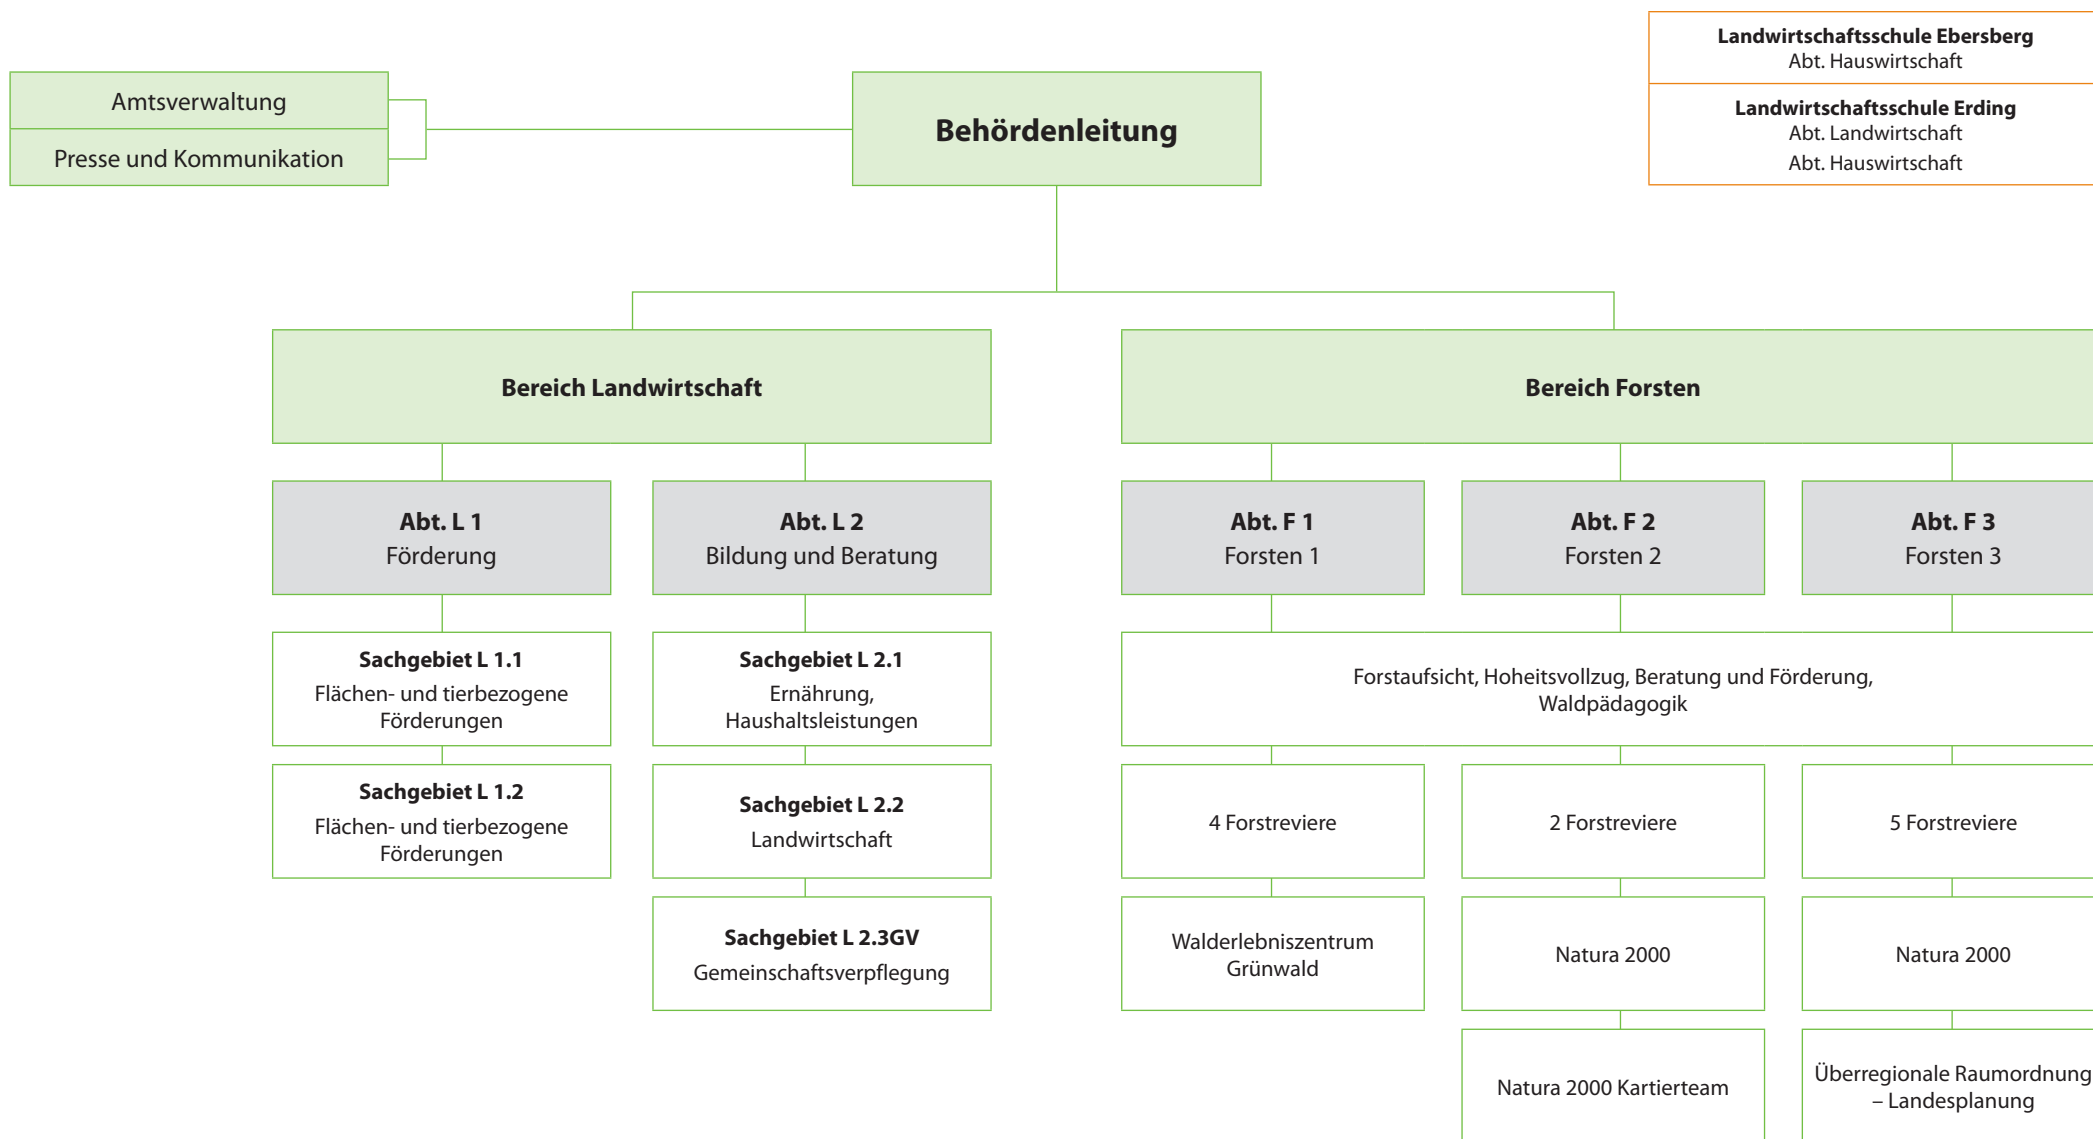 Landwirtschaftsschule Ebersberg
Abt. Hauswirtschaft
Landwirtschaftsschule Erding
Abt. Landwirtschaft
Abt. Hauswirtschaft
Amtsverwaltung
Presse und Kommunikation
Behördenleitung
Bereich Landwirtschaft
Abt. L 1
Förderung
Sachgebiet L 1.1
Flächen- und tierbezogene
Förderungen
Sachgebiet L 1.2
Flächen- und tierbezogene
Förderungen
Abt. L 2
Bildung und Beratung
Sachgebiet L 2.1
Ernährung,
Haushaltsleistungen
Sachgebiet L 2.2
Landwirtschaft
Sachgebiet L 2.3GV
Gemeinschaftsverpflegung
Bereich Forsten
Abt. F 1
Forsten 1
Abt. F 2
Forsten 2
Abt. F 3
Forsten 3
Forstaufsicht, Hoheitsvollzug, Beratung und Förderung,
Waldpädagogik
4 Forstreviere
Walderlebniszentrum
Grünwald
2 Forstreviere
Natura 2000
Natura 2000 Kartierteam
5 Forstreviere
Natura 2000
Überregionale Raumordnung
– Landesplanung